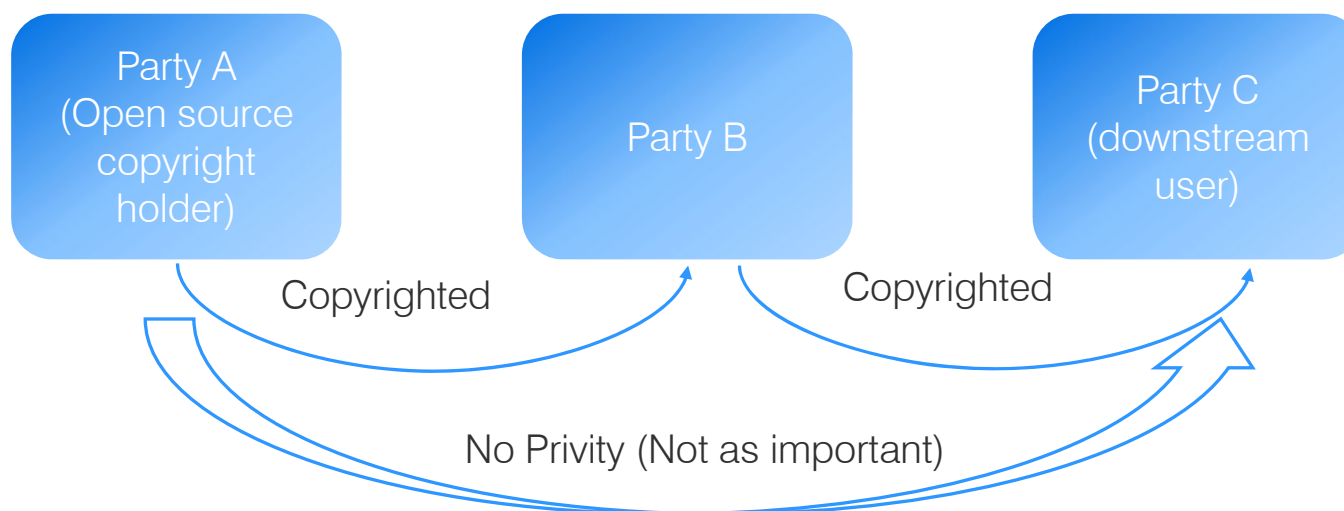 Party A
(Open source
copyright
holder)
Party B
Party C
(downstream
user)
Copyrighted
Copyrighted
No Privity (Not as important)